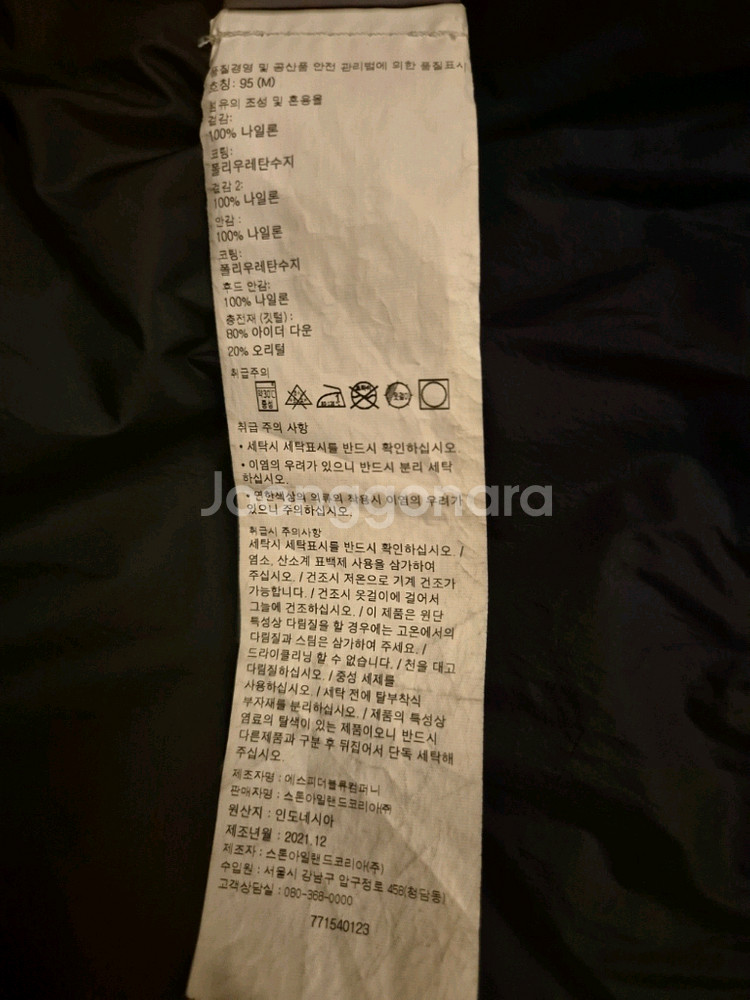 품질경영 및 공산품 안전 관리법에 의한 품질표시
호칭: 95 (M)
섬유의 조성 및 혼용율
겉감:
100% 나일론
코팅:
폴리우레탄수지
겉감 2:
100% 나일론
안감 :
100% 나일론
코팅:
폴리우레탄수지
후드 안감:
100% 나일론
충전재 (깃털) :
80% 아이더 다운
20% 오리털
취급주의
약30℃
중성
취급 주의 사항
• 세탁시 세탁표시를 반드시 확인하십시오.
• 이염의 우려가 있으니 반드시 분리 세탁
하십시오.
• 연한색상의 의류의 착용시 이염의 우려가
있으니 주의하십시오.
Joonggonara
취급시 주의사항
세탁시 세탁표시를 반드시 확인하십시오. /
염소, 산소계 표백제 사용을 삼가하여
주십시오. / 건조시 저온으로 기계 건조가
가능합니다. / 건조시 옷걸이에 걸어서
그늘에 건조하십시오. / 이 제품은 원단
특성상 다림질을 할 경우에는 고온에서의
다림질과 스팀은 삼가하여 주세요. /
드라이클리닝 할 수 없습니다. / 천을 대고
다림질하십시오. / 중성 세제를
사용하십시오. / 세탁 전에 탈부착식
부자재를 분리하십시오. / 제품의 특성상
염료의 탈색이 있는 제품이오니 반드시
다른제품과 구분 후 뒤집어서 단독 세탁해
주십시오.
제조자명 : 에스피더블류컴퍼니
판매자명 : 스톤아일랜드코리아㈜
원산지 : 인도네시아
제조년월 : 2021.12
제조자 : 스톤아일랜드코리아(주)
수입원 : 서울시 강남구 압구정로 458(청담동)
고객상담실 : 080-368-0000
771540123